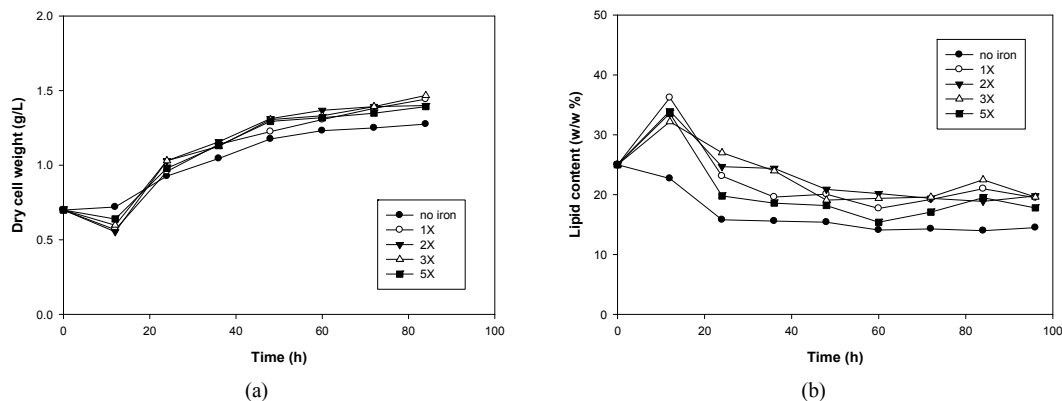 2.0
1.5
1.0
0.5
0.0
Dry cell weight (g/L)
no iron
1X
2X
3X
5X
0 20 40 60 80 100
Time (h)
(a)
50
40
30
20
10
0
Lipid content (w/w %)
no iron
1X
2X
3X
5X
0 20 40 60 80 100
Time (h)
(b)